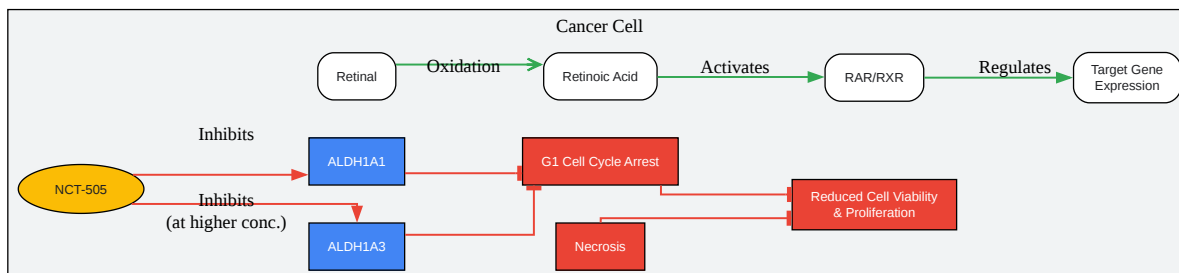 Cancer Cell
Retinal
Oxidation
Retinoic Acid
Activates
RAR/RXR
Regulates
Target Gene
Expression
Inhibits
ALDH1A1
G1 Cell Cycle Arrest
NCT-505
Inhibits
(at higher conc.)
Reduced Cell Viability
& Proliferation
ALDH1A3
Necrosis